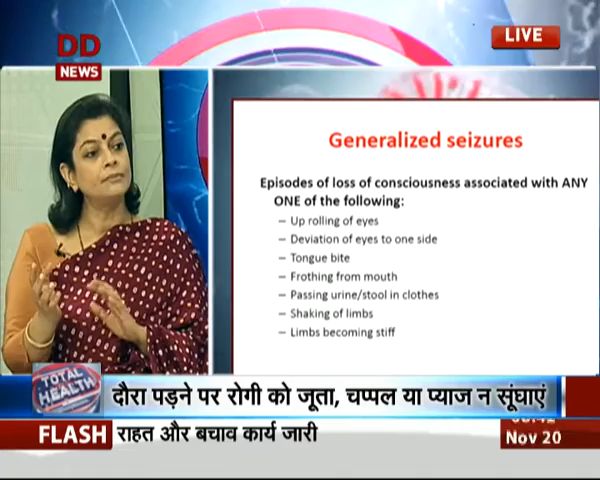 DD
LIVE
NEWS
Generalized seizures
Episodes of loss of consciousness associated with ANY
ONE of the following:
– Up rolling of eyes
– Deviation of eyes to one side
– Tongue bite
– Frothing from mouth
– Passing urine/stool in clothes
– Shaking of limbs
– Limbs becoming stiff
TOTAL
HEALTH
दौरा पड़ने पर रोगी को जूता, चप्पल या प्याज न सूंघाएं
FLASH राहत और बचाव कार्य जारी
Nov 20